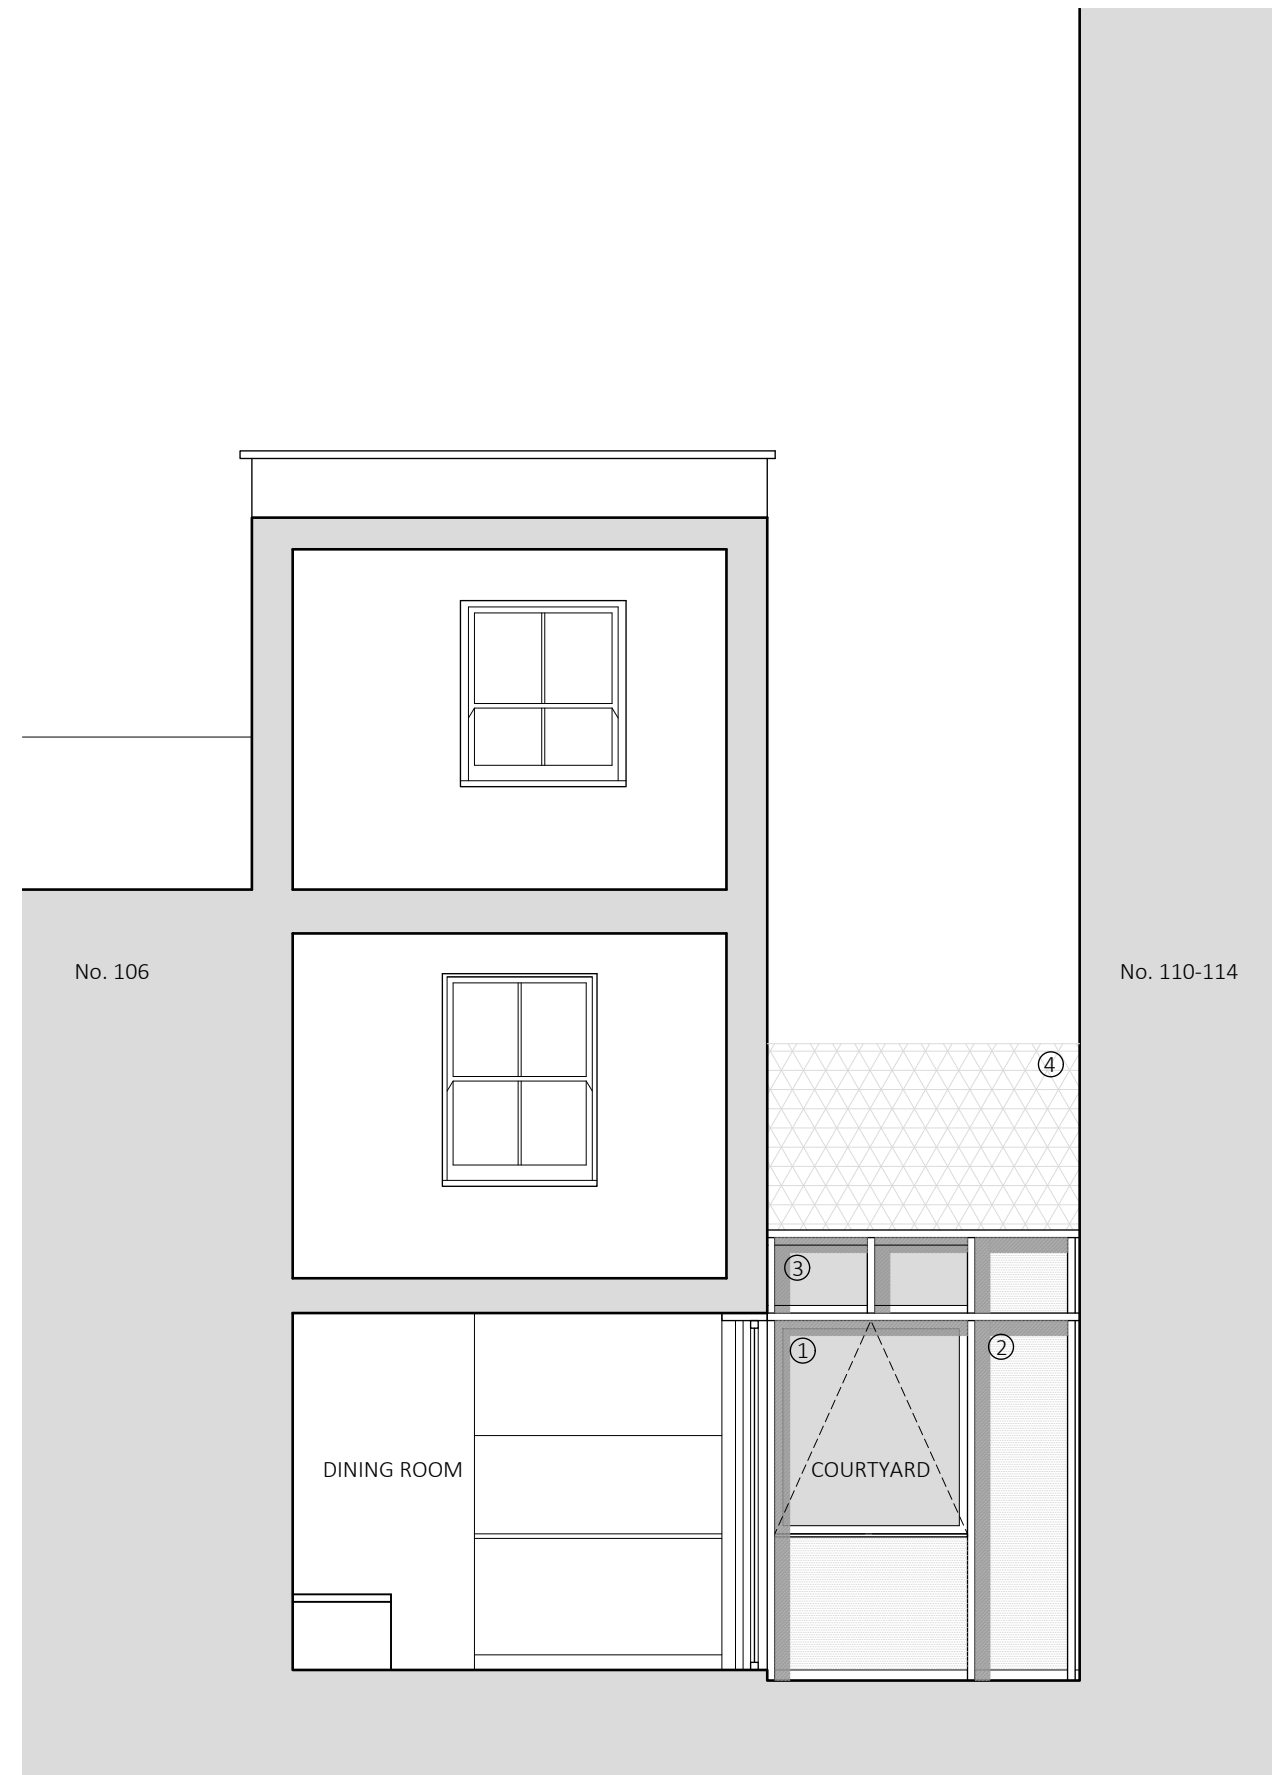 No. 106
No. 110-114
④
③
①
②
DINING ROOM
COURTYARD